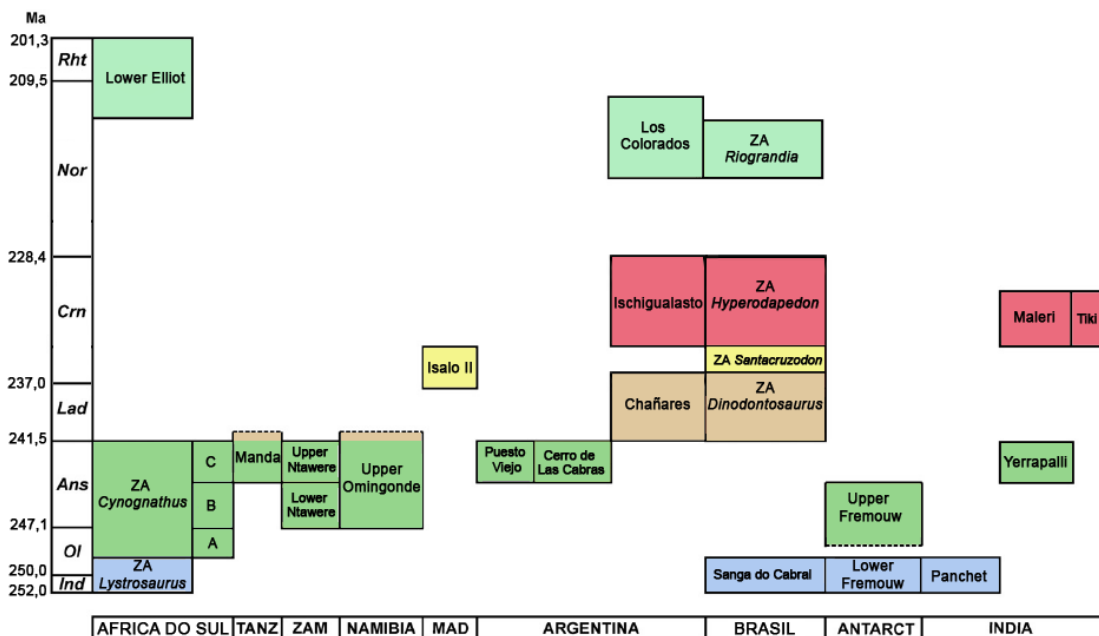 Ma
201,3
Rht
Lower Elliot
209,5
Los
Colorados
ZA
Riograndia
Nor
228,4
Ischigualasto
ZA
Hyperodapedon
Maleri
Tiki
Crn
ZA Santacruzodon
Isalo II
237,0
Chañares
ZA
Dinodontosaurus
Lad
241,5
ZA
Cynognathus
C
B
A
Manda
Upper
Ntawere
Lower
Ntawere
Upper
Omingonde
Puesto
Viejo
Cerro de
Las Cabras
Yerrapalli
Ans
Upper
Fremouw
247,1
Ol
ZA
Lystrosaurus
Sanga do Cabral
Lower
Fremouw
Panchet
250,0
Ind
252,0
AFRICA DO SUL TANZ ZAM NAMIBIA MAD ARGENTINA BRASIL ANTARCT INDIA